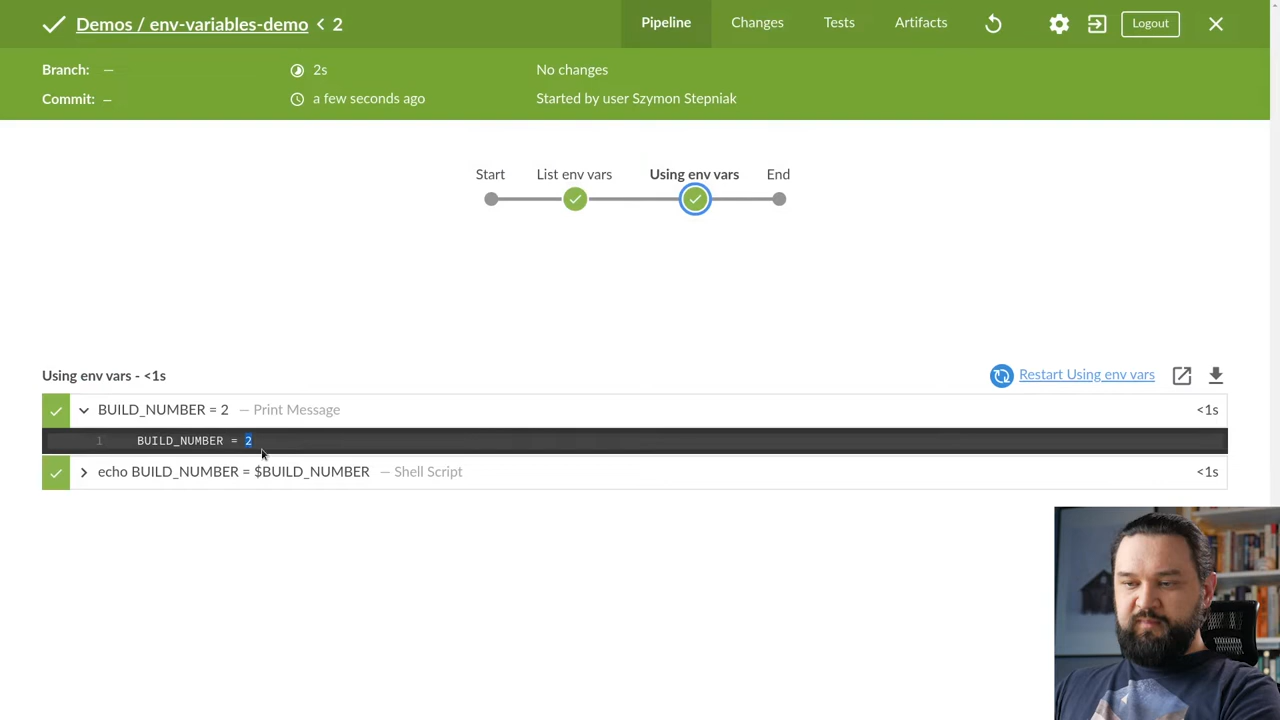 Demos / env-variables-demo < 2
Pipeline Changes Tests Artifacts Logout
Branch: — 2s No changes
Commit: — a few seconds ago Started by user Szymon Stepniak
Start List env vars Using env vars End
Using env vars - <1s Restart Using env vars
BUILD_NUMBER = 2 — Print Message <1s
1 BUILD_NUMBER = 2
echo BUILD_NUMBER = $BUILD_NUMBER — Shell Script <1s